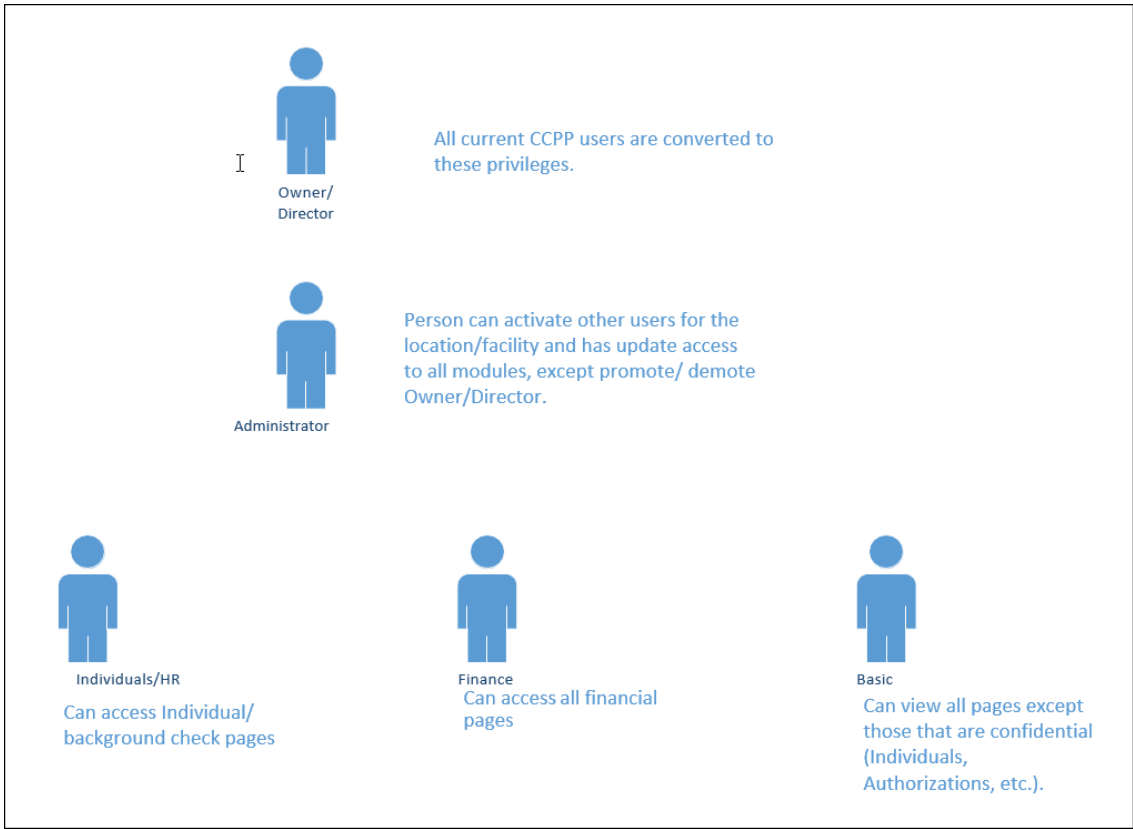 All current CCPP users are converted to
these privileges.
Owner/
Director
Person can activate other users for the
location/facility and has update access
to all modules, except promote/ demote
Owner/Director.
Administrator
Individuals/HR
Can access Individual/
background check pages
Finance
Can access all financial
pages
Basic
Can view all pages except
those that are confidential
(Individuals,
Authorizations, etc.).